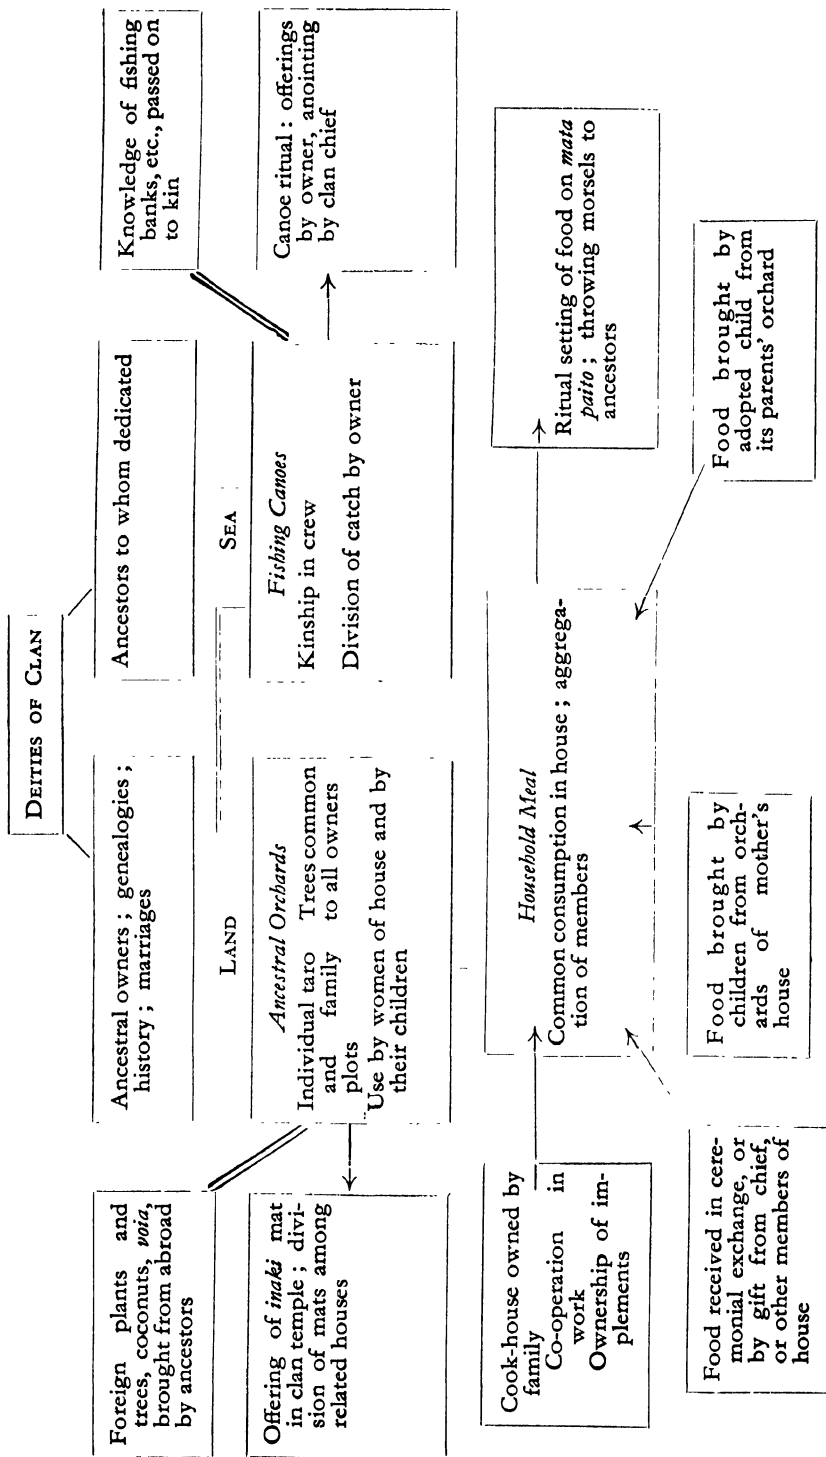 DEITIES OF CLAN
Foreign plants and
trees, coconuts, voia,
brought from abroad
by ancestors
Ancestral owners ; genealogies ;
history ; marriages
Ancestors to whom dedicated
Knowledge of fishing
banks, etc., passed on
to kin
LAND
SEA
Offering of inaki mat
in clan temple ; divi-
sion of mats among
related houses
Ancestral Orchards
Individual taro
and family
plots
Trees common
to all owners
Use by women of house and by
their children
Fishing Canoes
Kinship in crew
Division of catch by owner
Canoe ritual : offerings
by owner, anointing
by clan chief
Cook-house owned by
family
Co-operation in
work
Ownership of im-
plements
Household Meal
Common consumption in house ; aggrega-
tion of members
Ritual setting of food on mata
paito ; throwing morsels to
ancestors
Food received in cere-
monial exchange, or
by gift from chief,
or other members of
house
Food brought by
children from orch-
ards of mother's
house
Food brought by
adopted child from
its parents' orchard